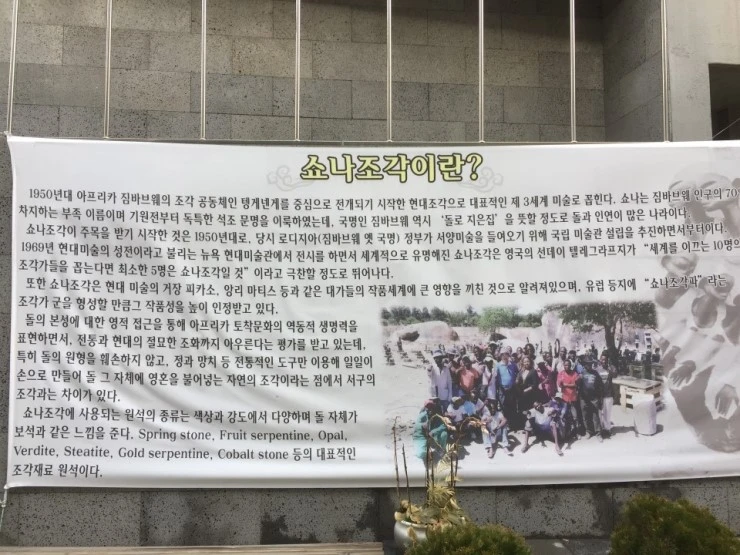 쇼나조각이란?
1950년대 아프리카 짐바브웨의 조각 공동체인 텡게넨게를 중심으로 전개되기 시작한 현대조각으로 대표적인 제 3세계 미술로 꼽힌다. 쇼나는 짐바브웨 인구의 70
차지하는 부족 이름이며 기원전부터 독특한 석조 문명을 이룩하였는데, 국명인 짐바브웨 역시 '돌로 지은집' 을 뜻할 정도로 돌과 인연이 많은 나라이다.
쇼나조각이 주목을 받기 시작한 것은 1950년대로, 당시 로디지아(짐바브웨 옛 국명) 정부가 서양미술을 들여오기 위해 국립 미술관 설립을 추진하면서부터이다.
1969년 현대미술의 성전이라고 불리는 뉴욕 현대미술관에서 전시를 하면서 세계적으로 유명해진 쇼나조각은 영국의 선데이 텔레그라프지가 “세계를 이끄는 10명의
조각가들을 뽑는다면 최소한 5명은 쇼나조각일 것” 이라고 극찬할 정도로 뛰어나다.
또한 쇼나조각은 현대 미술의 거장 피카소, 앙리 마티스 등과 같은 대가들의 작품세계에 큰 영향을 끼친 것으로 알려져있으며, 유럽 등지에 “쇼나조각파”라는
조각가 군을 형성할 만큼그 작품성을 높이 인정받고 있다.
돌의 본성에 대한 영적 접근을 통해 아프리카 토착문화의 역동적 생명력을
표현하면서, 전통과 현대의 절묘한 조화까지 아우른다는 평가를 받고 있는데,
특히 돌의 원형을 훼손하지 않고, 정과 망치 등 전통적인 도구만 이용해 일일이
손으로 만들어 돌 그 자체에 영혼을 불어넣는 자연의 조각이라는 점에서 서구의
조각과는 차이가 있다.
쇼나조각에 사용되는 원석의 종류는 색상과 강도에서 다양하며 돌 자체가
보석과 같은 느낌을 준다. Spring stone, Fruit serpentine, Opal,
Verdite, Steatite, Gold serpentine, Cobalt stone 등의 대표적인
조각재료 원석이다.